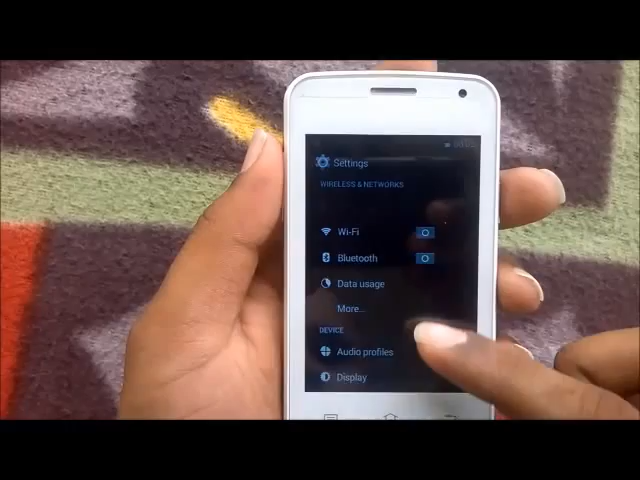 Settings
WIRELESS & NETWORKS
Wi-Fi
Bluetooth
Data usage
More...
DEVICE
Audio profiles
Display